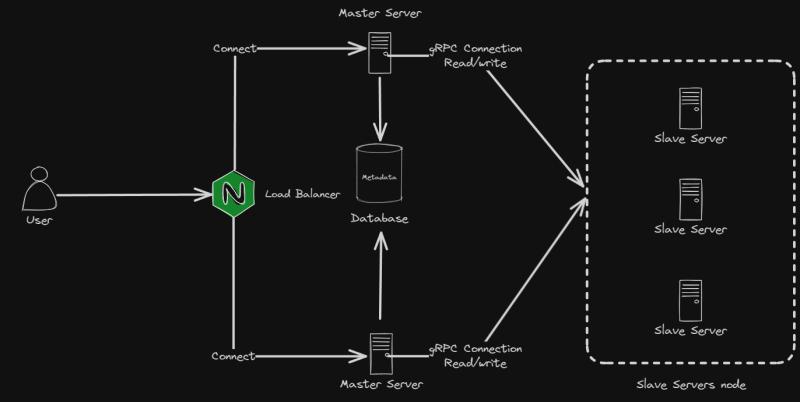 Master Server
Connect
gRPC Connection
Read/write
Slave Server
Metadata
N
Load Balancer
User
Database
Slave Server
Slave Server
Connect
gRPC Connection
Read/write
Master Server
Slave Servers node